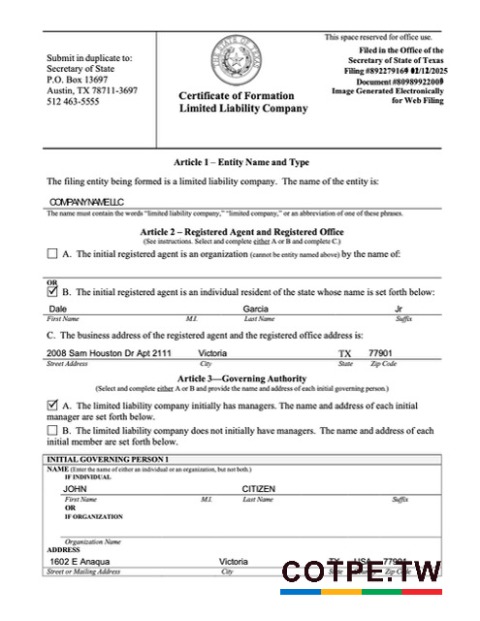 This space reserved for office use.
Submit in duplicate to:
Secretary of State
P.O. Box 13697
Austin, TX 78711-3697
512 463-5555
Certificate of Formation
Limited Liability Company
Filed in the Office of the
Secretary of State of Texas
Filing #892279169 02/12/2025
Document #80989922009
Image Generated Electronically
for Web Filing
Article 1 – Entity Name and Type
The filing entity being formed is a limited liability company. The name of the entity is:
COMPANYNAMELLC
The name must contain the words “limited liability company,” “limited company,” or an abbreviation of one of these phrases.
Article 2 – Registered Agent and Registered Office
(See instructions. Select and complete either A or B and complete C.)
A. The initial registered agent is an organization (cannot be entity named above) by the name of:
OR
B. The initial registered agent is an individual resident of the state whose name is set forth below:
Dale Garcia Jr
First Name M.I. Last Name Suffix
C. The business address of the registered agent and the registered office address is:
2008 Sam Houston Dr Apt 2111 Victoria TX 77901
Street Address City State Zip Code
Article 3—Governing Authority
(Select and complete either A or B and provide the name and address of each initial governing person.)
A. The limited liability company initially has managers. The name and address of each initial
manager are set forth below.
B. The limited liability company does not initially have managers. The name and address of each
initial member are set forth below.
INITIAL GOVERNING PERSON 1
NAME (Enter the name of either an individual or an organization, but not both.)
IF INDIVIDUAL
JOHN CITIZEN
First Name M.I. Last Name Suffix
OR
IF ORGANIZATION
Organization Name
ADDRESS
1602 E Anaqua Victoria TX USA 77901
Street or Mailing Address City State Zip Code
COTPE.TW